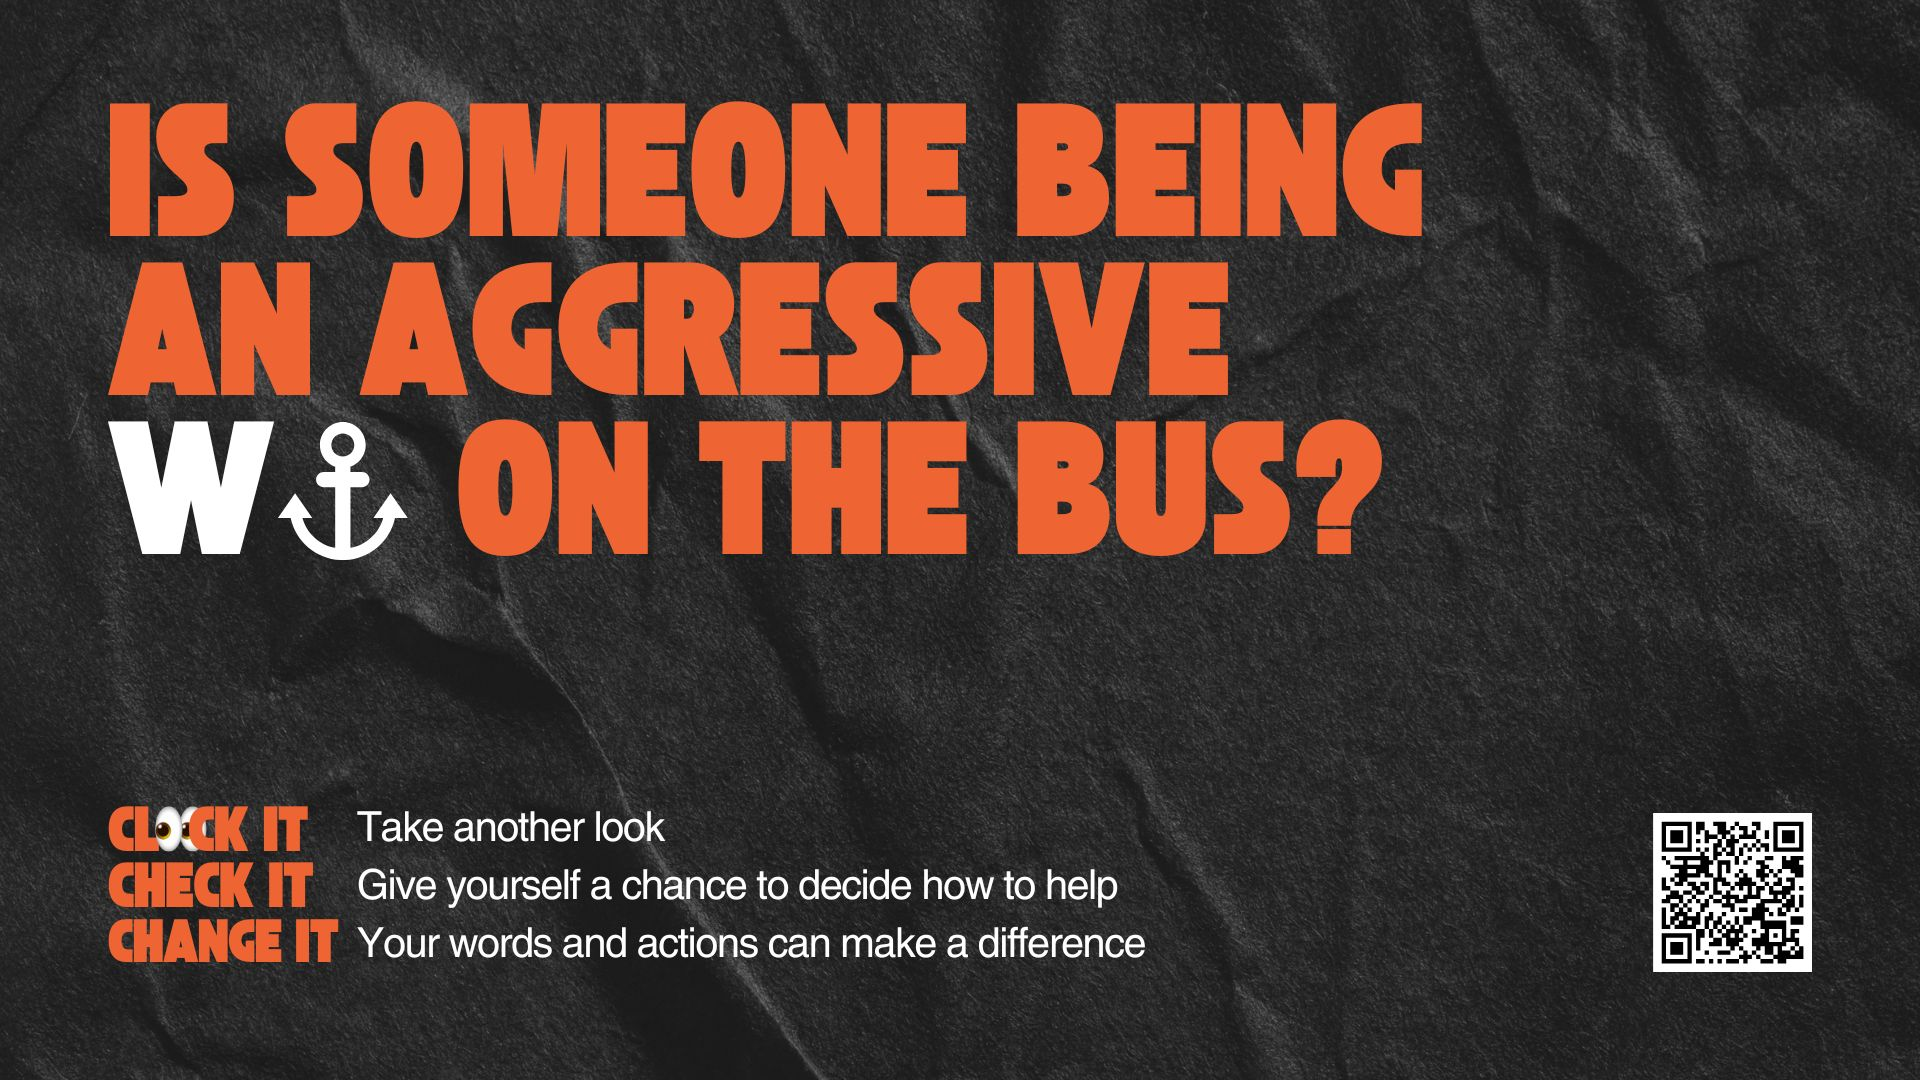 IS SOMEONE BEING
AN AGGRESSIVE
W⚓ ON THE BUS?
CLOCK IT Take another look
CHECK IT Give yourself a chance to decide how to help
CHANGE IT Your words and actions can make a difference